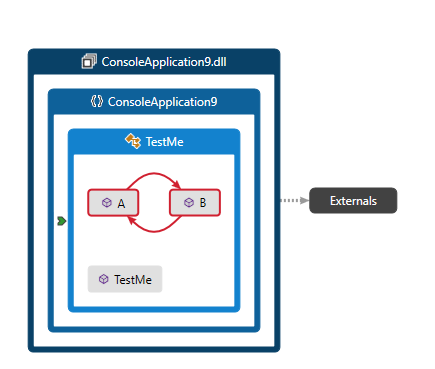 ConsoleApplication9.dll
ConsoleApplication9
TestMe
A
B
Externals
TestMe